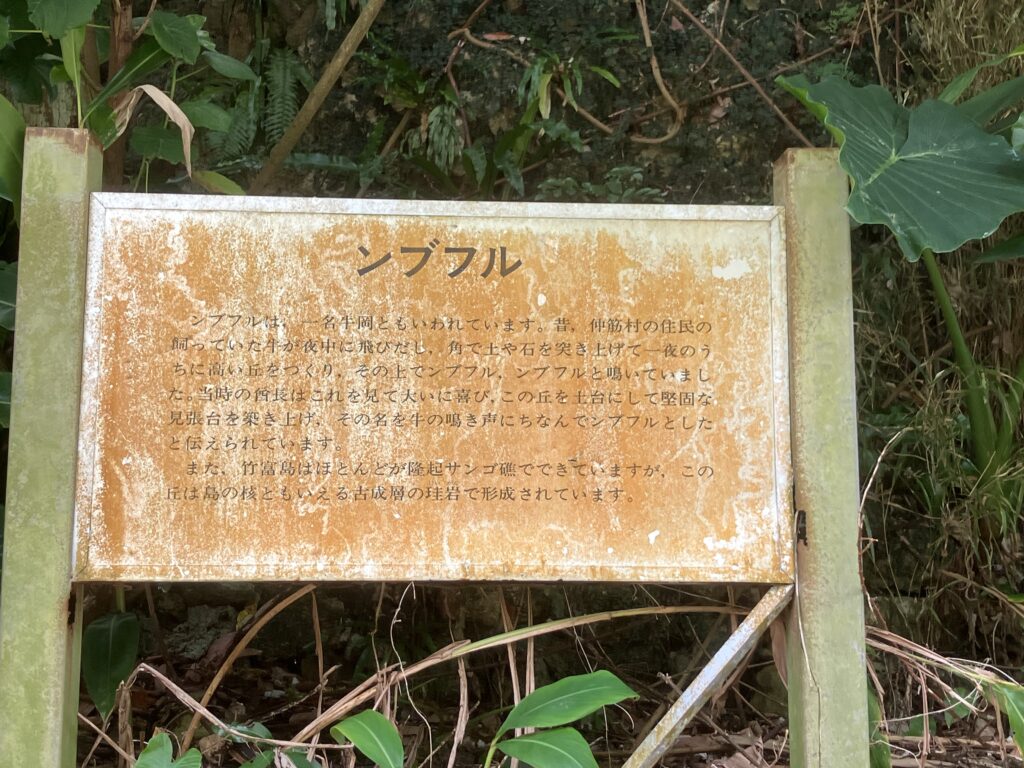 ンブフル
ンブフルは、一名牛岡ともいわれています。昔，仲筋村の住民の
飼っていた牛が夜中に飛びだし，角で土や石を突き上げて一夜のう
ちに高い丘をつくり，その上でンブフル，ンブフルと鳴いていまし
た。当時の酋長はこれを見て大いに喜び，この丘を土台にして堅固な
見張台を築き上げ，その名を牛の鳴き声にちなんでンブフルとした
と伝えられています。
また，竹富島はほとんどが隆起サンゴ礁でできていますが，この
丘は島の核ともいえる古成層の珪岩で形成されています。